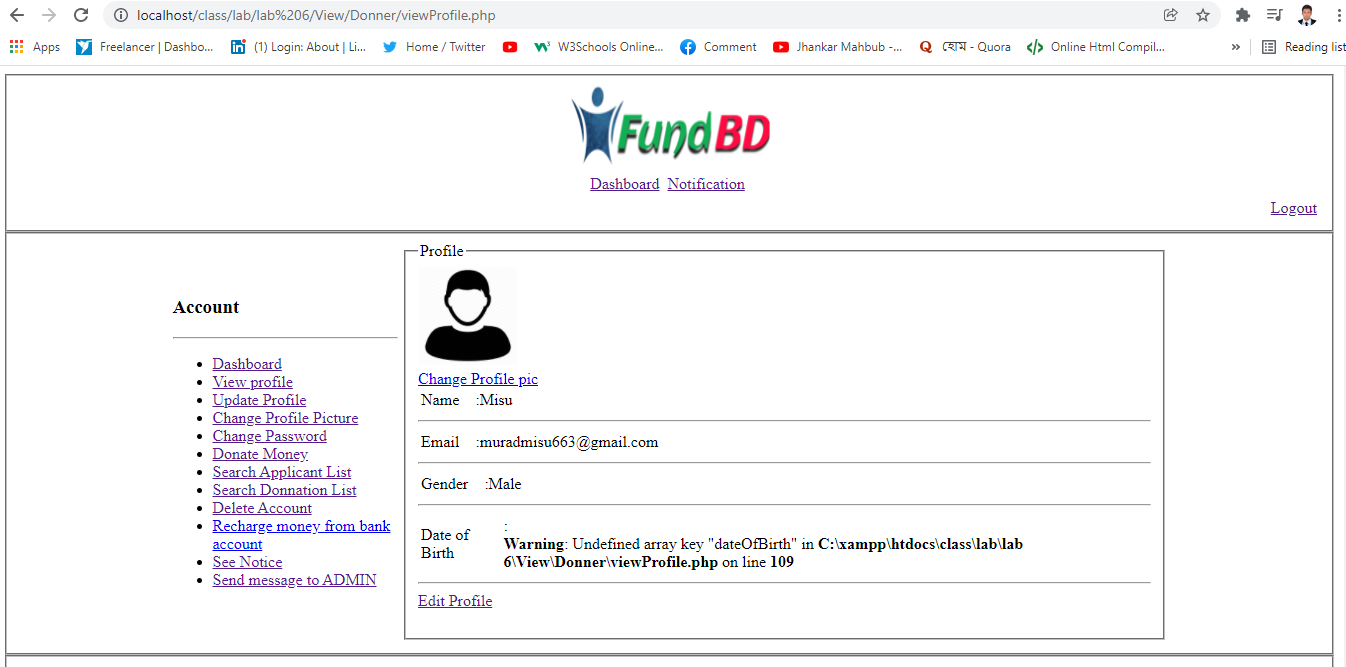 localhost/class/lab/lab%206/View/Donner/viewProfile.php
Apps Freelancer | Dashbo... (1) Login: About | Li... Home / Twitter W3Schools Online... Comment Jhankar Mahbub -... হোম - Quora Online Html Compil... » Reading list
FundBD
Dashboard Notification
Logout
Account
Dashboard
View profile
Update Profile
Change Profile Picture
Change Password
Donate Money
Search Applicant List
Search Donnation List
Delete Account
Recharge money from bank
account
See Notice
Send message to ADMIN
Profile
Change Profile pic
Name :Misu
Email :muradmisu663@gmail.com
Gender :Male
Date of
Birth
:
Warning: Undefined array key "dateOfBirth" in C:\xampp\htdocs\class\lab\lab
6\View\Donner\viewProfile.php on line 109
Edit Profile